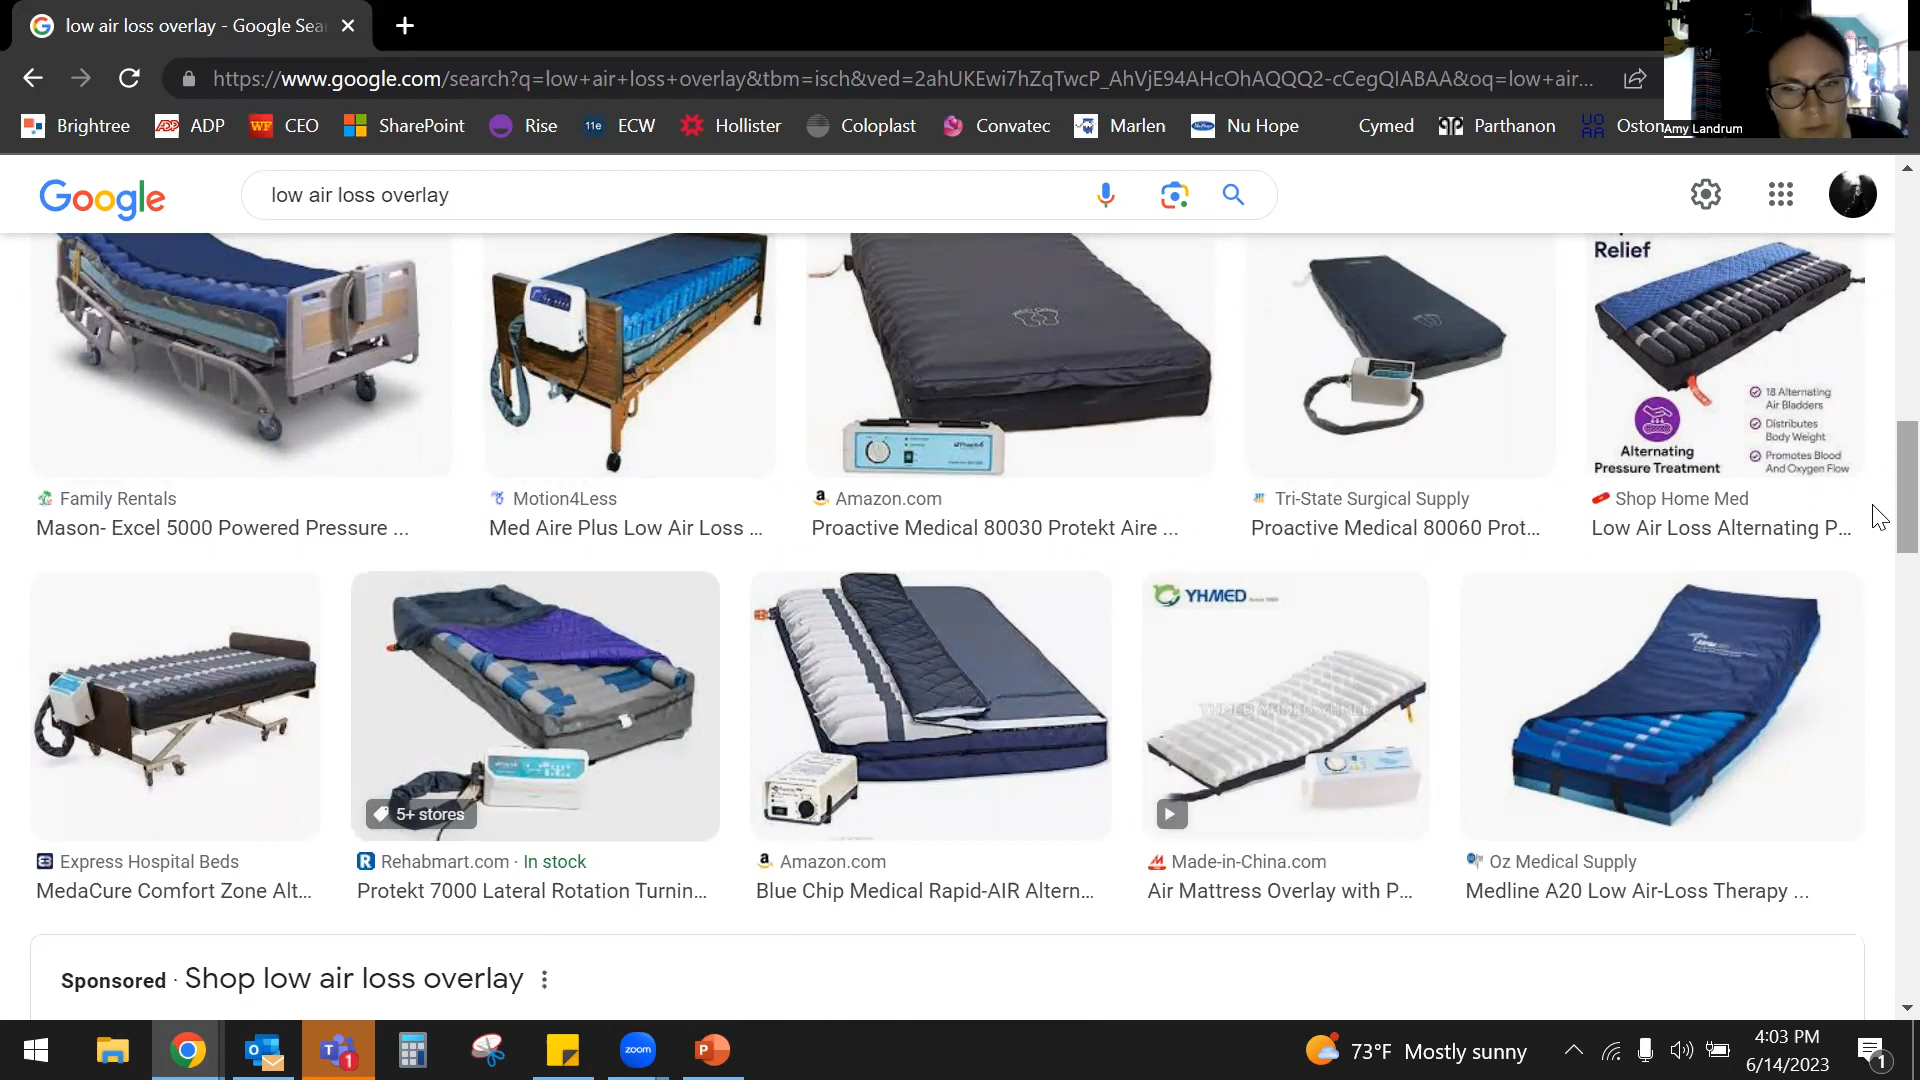 low air loss overlay - Google Sea
https://www.google.com/search?q=low+air+loss+overlay&tbm=isch&ved=2ahUKEwi7hZqTwcP_AhVjE94AHcOhAQQQ2-cCegQIABAA&oq=low+air...
Brightree
ADP
CEO
SharePoint
Rise
ECW
Hollister
Coloplast
Convatec
Marlen
Nu Hope
Cymed
Parthanon
Oston
Amy Landrum
Google
low air loss overlay
Relief
18 Alternating
Air Bladders
Distributes
Body Weight
Promotes Blood
And Oxygen Flow
Alternating
Pressure Treatment
Family Rentals
Mason- Excel 5000 Powered Pressure ...
Motion4Less
Med Aire Plus Low Air Loss ...
Amazon.com
Proactive Medical 80030 Protekt Aire ...
Tri-State Surgical Supply
Proactive Medical 80060 Prot...
Shop Home Med
Low Air Loss Alternating P...
YHMED
YHMED YHMED YHMED
5+ stores
Express Hospital Beds
MedaCure Comfort Zone Alt...
Rehabmart.com · In stock
Protekt 7000 Lateral Rotation Turnin...
Amazon.com
Blue Chip Medical Rapid-AIR Altern...
Made-in-China.com
Air Mattress Overlay with P...
Oz Medical Supply
Medline A20 Low Air-Loss Therapy ...
Sponsored · Shop low air loss overlay
73°F Mostly sunny
4:03 PM
6/14/2023
1